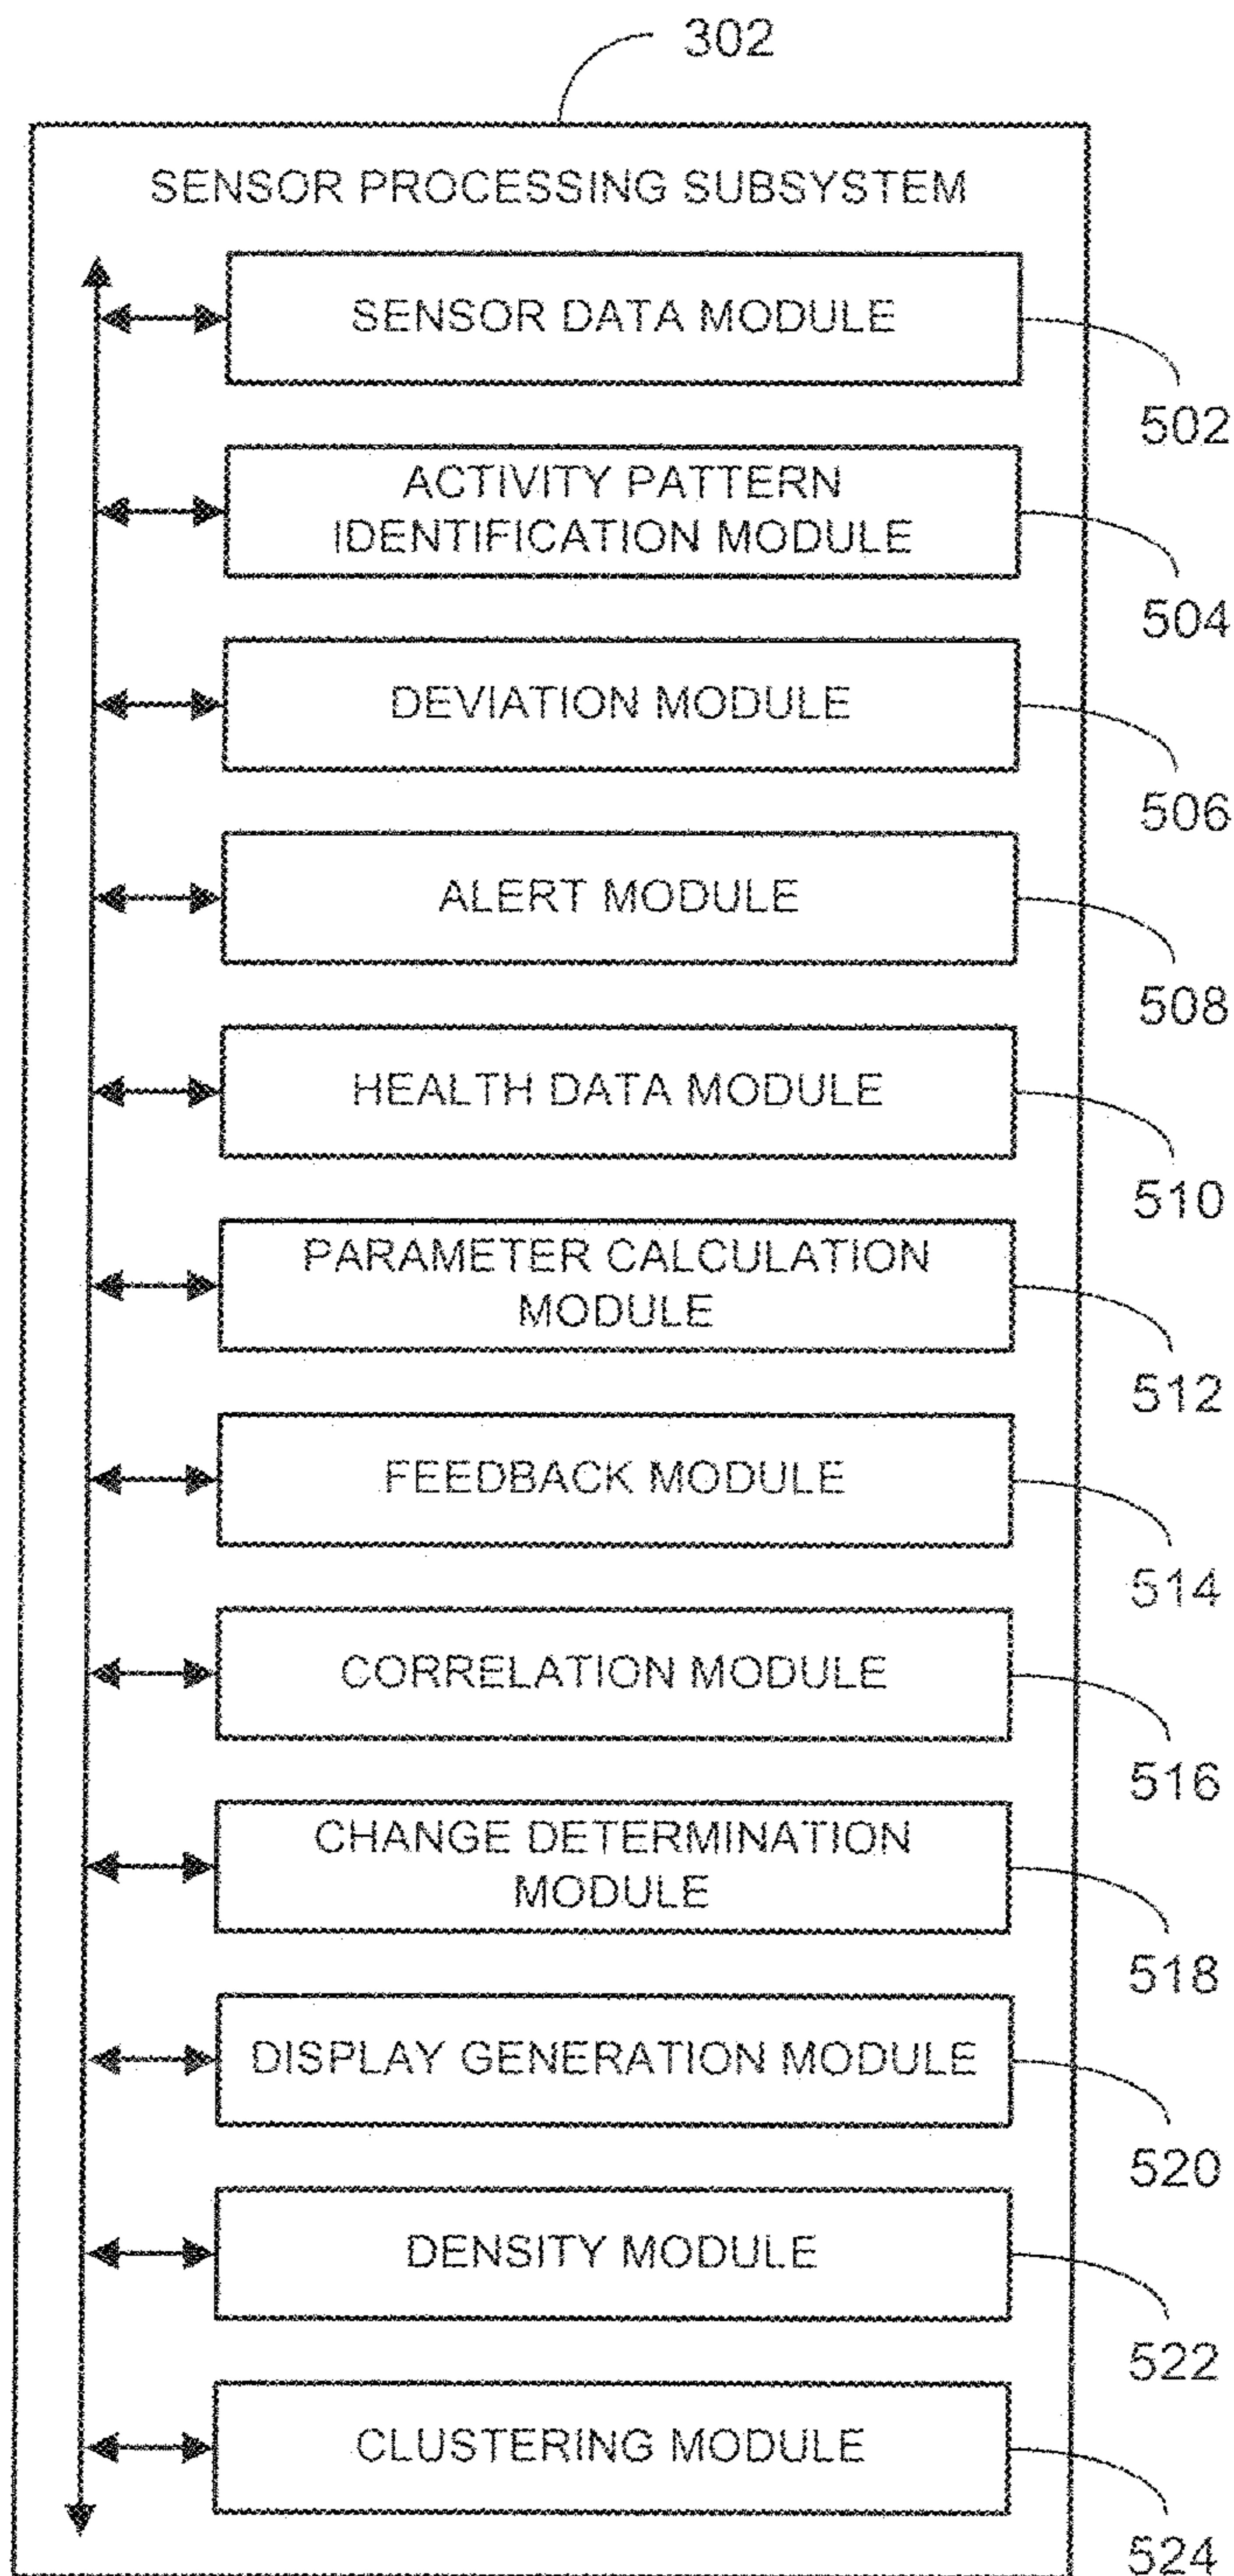 302
SENSOR PROCESSING SUBSYSTEM
SENSOR DATA MODULE
502
ACTIVITY PATTERN
IDENTIFICATION MODULE
504
DEVIATION MODULE
506
ALERT MODULE
508
HEALTH DATA MODULE
510
PARAMETER CALCULATION
MODULE
512
FEEDBACK MODULE
514
CORRELATION MODULE
516
CHANGE DETERMINATION
MODULE
518
DISPLAY GENERATION MODULE
520
DENSITY MODULE
522
CLUSTERING MODULE
524